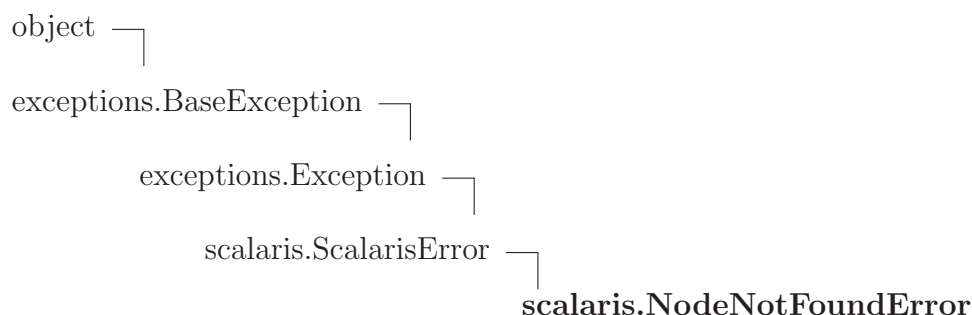 object
exceptions.BaseException
exceptions.Exception
scalaris.ScalarisError
scalaris.NodeNotFoundError